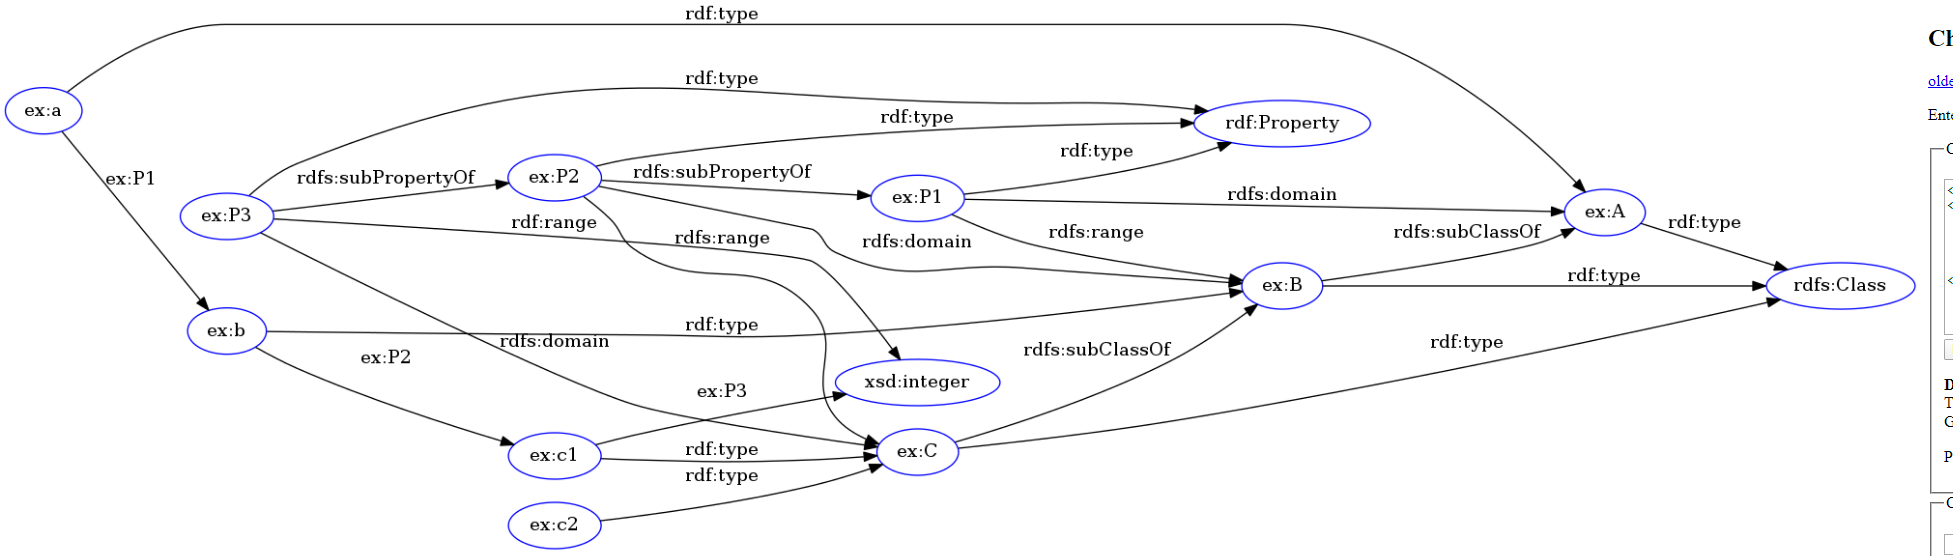 rdf:type
Ch
ex:a
rdf:type
olde
rdf:type
rdf:Property
Ente
ex:P1
rdfs:subPropertyOf
ex:P2
rdfs:subPropertyOf
rdf:type
C
ex:P3
rdf:range
rdfs:range
ex:P1
rdfs:domain
ex:A
rdf:type
rdfs:domain
rdfs:range
rdfs:subClassOf
ex:B
rdf:type
rdfs:Class
ex:b
rdf:type
ex:P2
rdfs:domain
rdfs:subClassOf
rdf:type
ex:P3
xsd:integer
D
T
G
ex:c1
rdf:type
ex:C
P
rdf:type
ex:c2
C